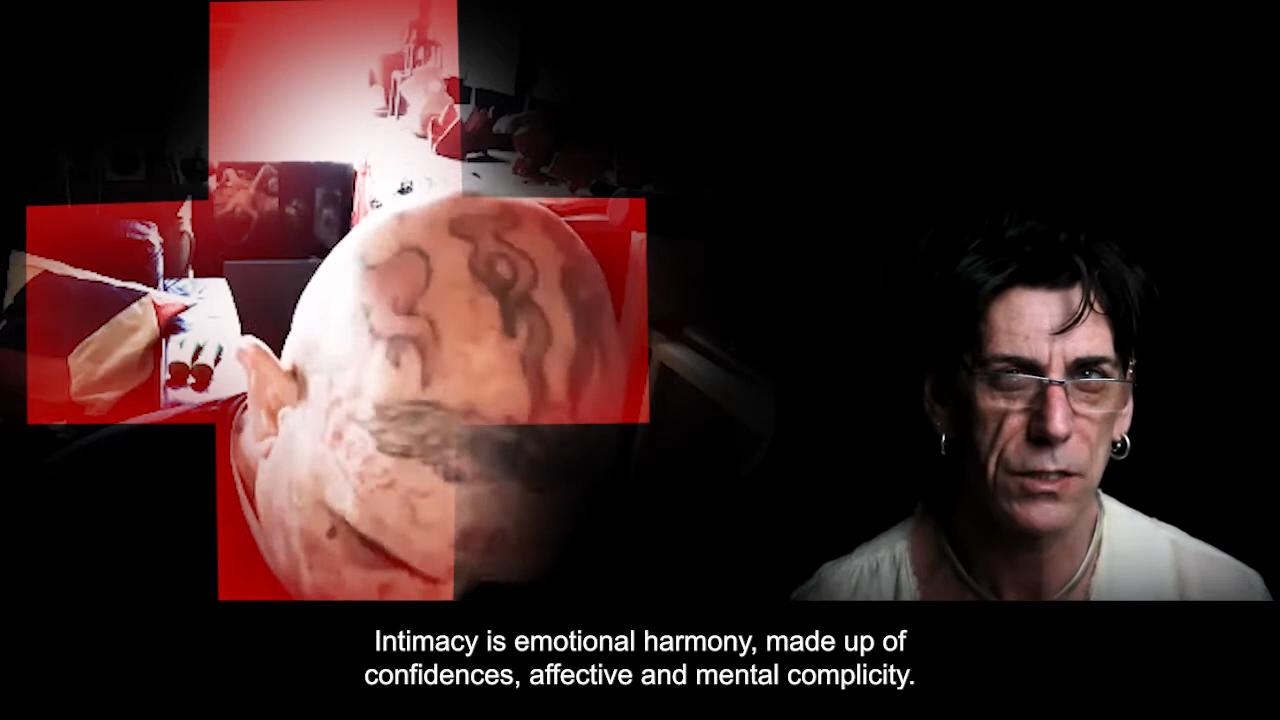 Intimacy is emotional harmony, made up of
confidences, affective and mental complicity.